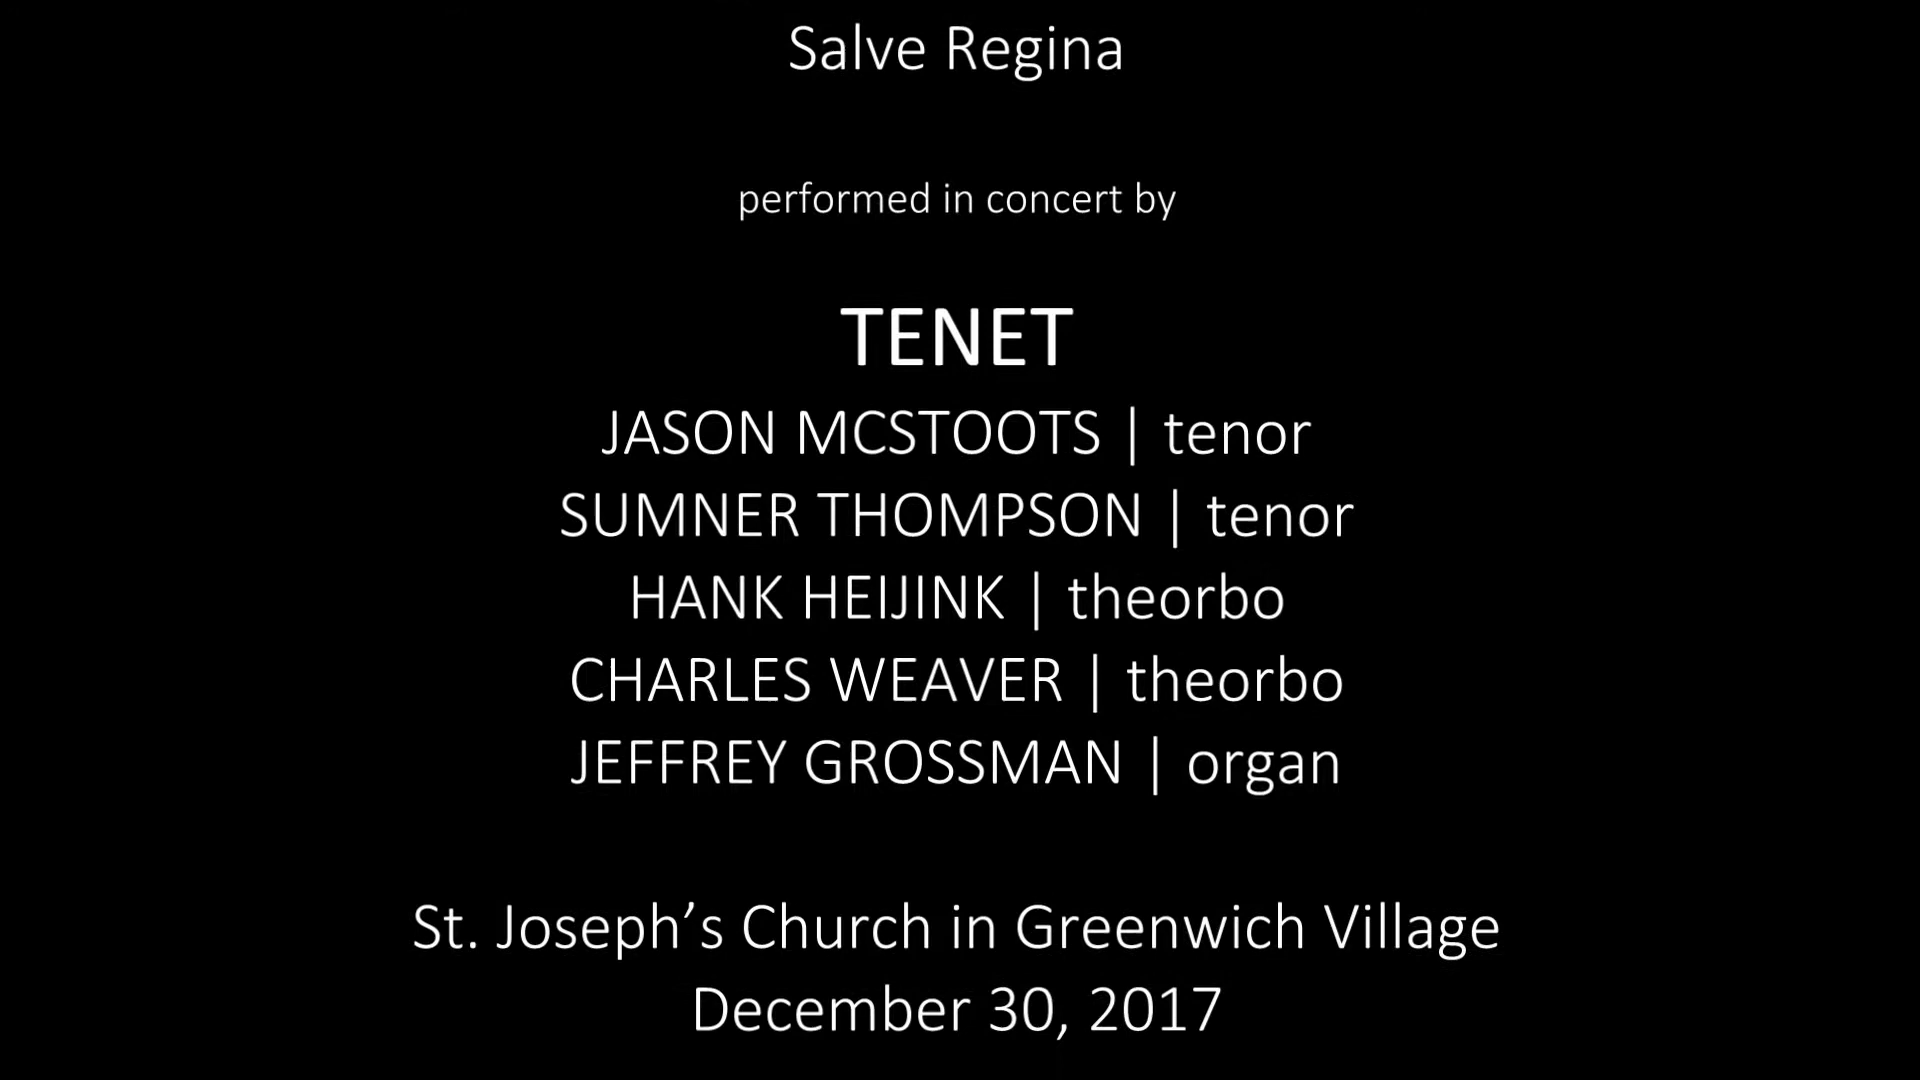 Salve Regina
performed in concert by
TENET
JASON MCSTOOTS | tenor
SUMNER THOMPSON | tenor
HANK HEIJINK | theorbo
CHARLES WEAVER | theorbo
JEFFREY GROSSMAN | organ
St. Joseph’s Church in Greenwich Village
December 30, 2017